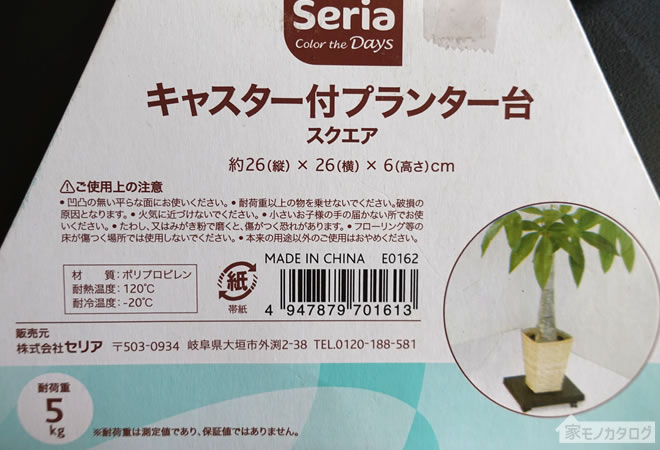 Seria
Color the Days
キャスター付プランター台
スクエア
約26(縦)×26(横)×6(高さ)cm
⚠ご使用上の注意
●凹凸の無い平らな面にお使いください。●耐荷重以上の物を乗せないでください。破損の
原因となります。●火気に近づけないでください。●小さいお子様の手の届かない所でお使
いください。●たわし、又はみがき粉で磨くと、傷がつく恐れがあります。●フローリング等の
床が傷つく場所では使用しないでください。●本来の用途以外のご使用はおやめください。
材質:ポリプロピレン
耐熱温度:120℃
耐冷温度:-20℃
紙
帯紙
MADE IN CHINA E0162
4 947879 701613
販売元
株式会社セリア 〒503-0934 岐阜県大垣市外渕2-38 TEL.0120-188-581
耐荷重
5
kg
※耐荷重は測定値であり、保証値ではありません。
家モノカタログ